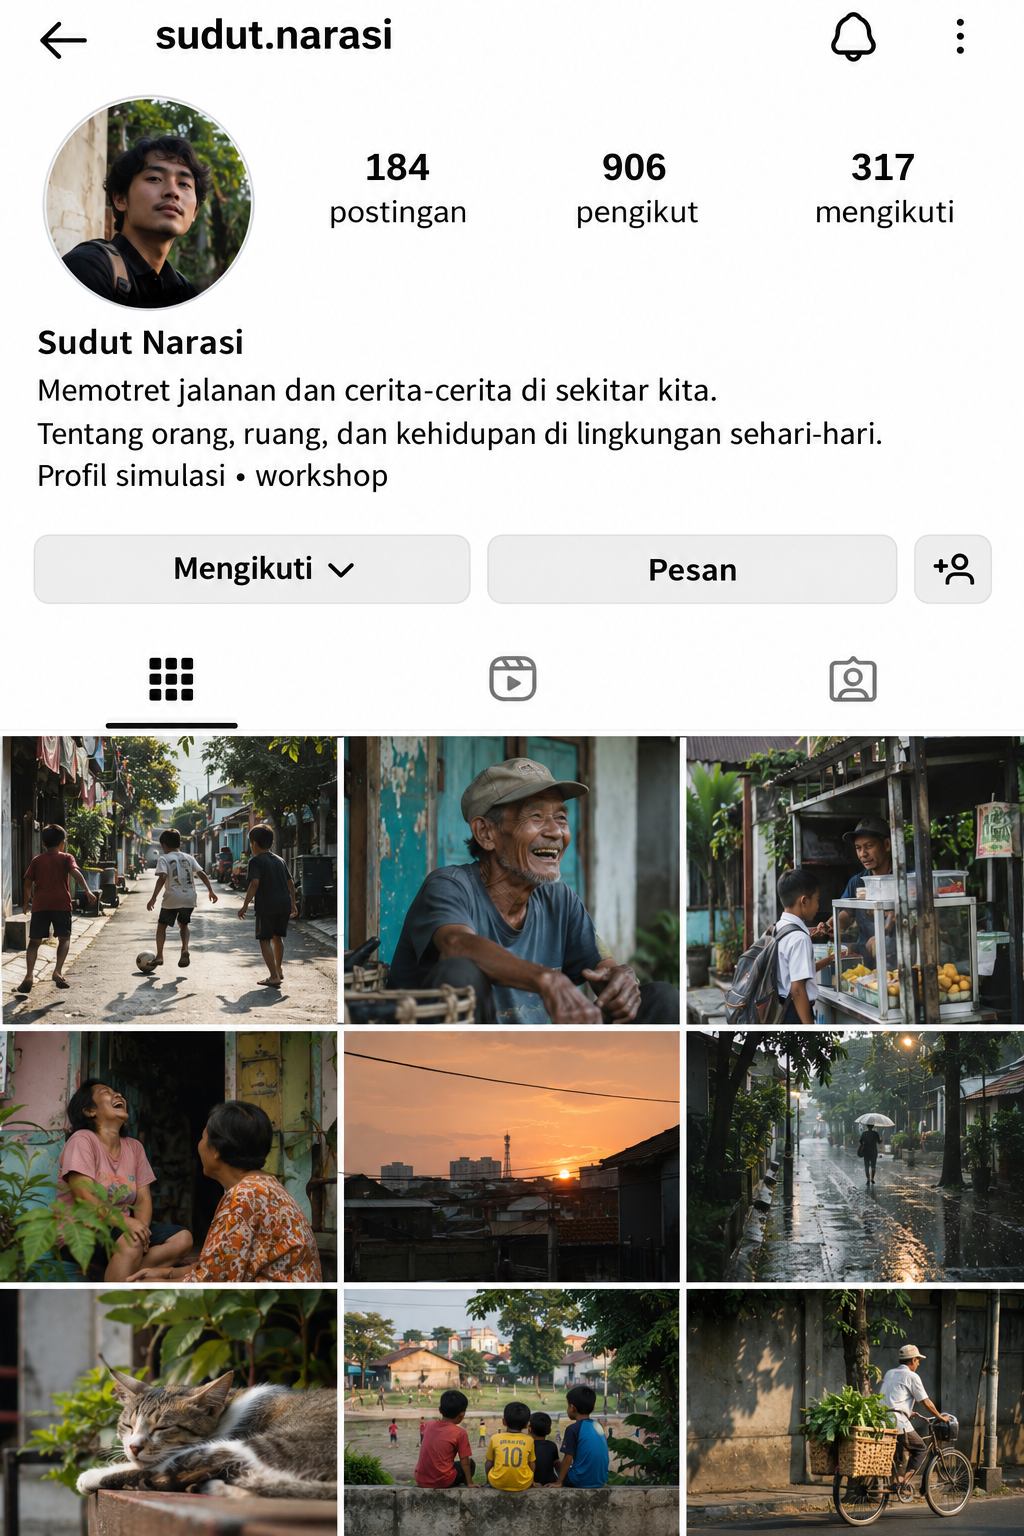 sudut.narasi
184
postingan
906
pengikut
317
mengikuti
Sudut Narasi
Memotret jalanan dan cerita-cerita di sekitar kita.
Tentang orang, ruang, dan kehidupan di lingkungan sehari-hari.
Profil simulasi • workshop
Mengikuti
Pesan
10